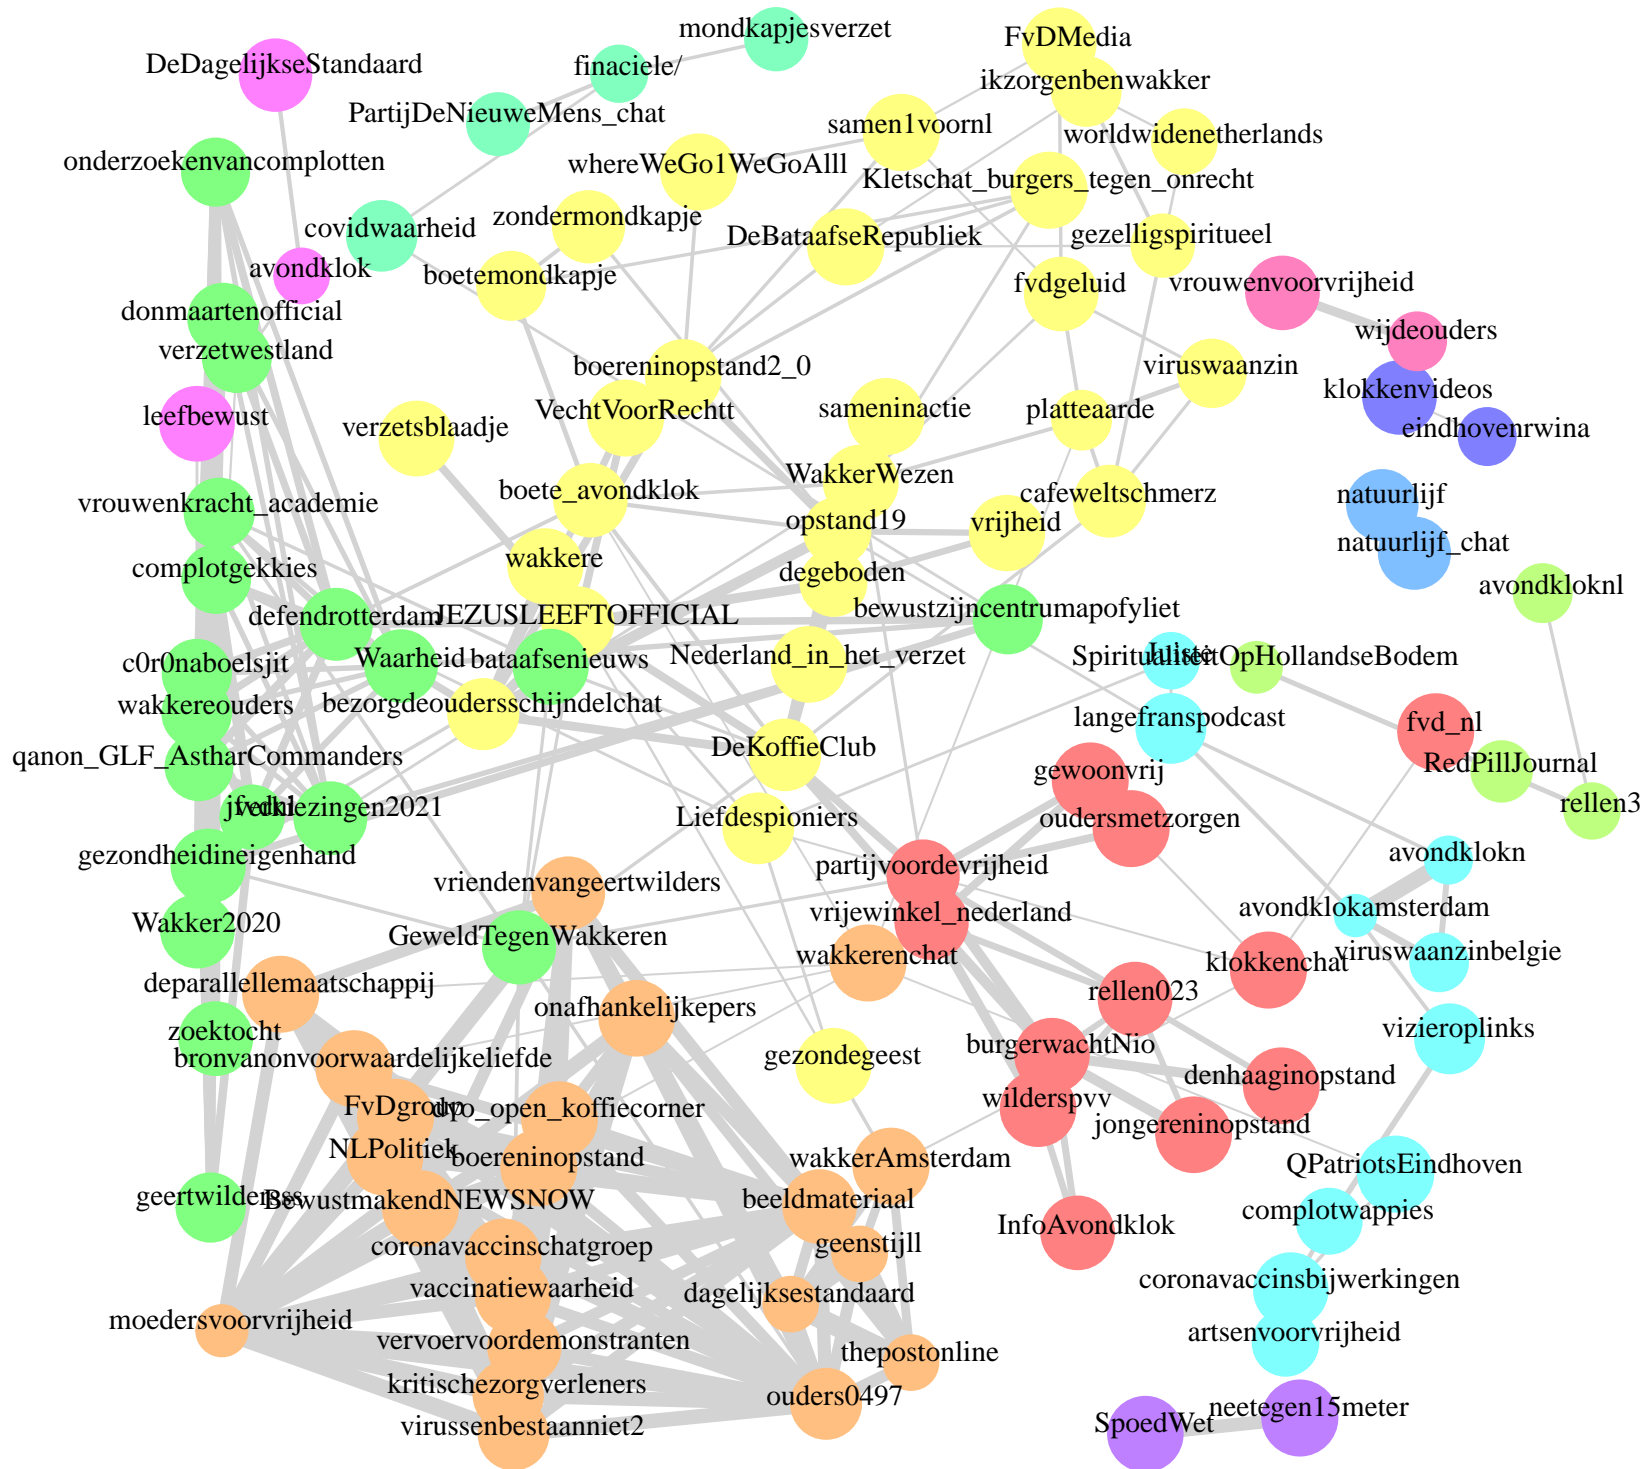 mondkapjesverzet
FvDMedia
DeDagelijkseStandaard
finaciele/
ikzorgenbenwakker
PartijDeNieuweMens_chat
samen1voornl
worldwidenetherlands
onderzoekenvancomplotten
whereWeGo1WeGoAlll
Kletschat_burgers_tegen_onrecht
covidwaarheid
zondermondkapje
DeBataafseRepubliek
gezelligspiritueel
avondklok
boetemondkapje
fvdgeluid
vrouwenvoorvrijheid
donmaartenofficial
wijdeouders
verzetwestland
boereninopstand2_0
viruswaanzin
klokkenvideos
leefbewust
verzetsblaadje
VechtVoorRechtt
sameninactie
platteaarde
eindhovenrwina
vrouwenkracht_academie
boete_avondklok
WakkerWezen
cafeweltschmerz
natuurlijf
opstand19
vrijheid
natuurlijf_chat
complotgekkies
wakkere
degeboden
avondkloknl
defendrotterdam
JEZUSLEEFTOFFICIAL
bewustzijncentrumapofyliet
c0r0naboelsjit
Waarheid
bataafsenieuws
Nederland_in_het_verzet
SpiritualiteitOpHollandseBodem
wakkereouders
bezorgdeoudersschijndelchat
langefranspodcast
fvd_nl
qanon_GLF_AstharCommanders
DeKoffieClub
gewoonvrij
RedPillJournal
verkiezingen2021
Liefdespioniers
oudersmetzorgen
rellen3
gezondheidineigenhand
vriendenvangeertwilders
partijvoordevrijheid
avondklokn
Wakker2020
GeweldTegenWakkeren
vrijewinkel_nederland
avondklokamsterdam
deparallellemaatschappij
wakkerenchat
klokkenchat
viruswaanzinbelgie
onafhankelijkepers
rellen023
zoektocht
vizieroplinks
bronvanonvoorwaardelijkeliefde
gezondegeest
burgerwachtNio
denhaaginopstand
FvDgroup
dvo_open_koffiecorner
wilderspvv
jongereninopstand
NLPolitiek
boereninopstand
wakkerAmsterdam
QPatriotsEindhoven
geertwildersss
BewustmakendNEWSNOW
beeldmateriaal
complotwappies
InfoAvondklok
coronavaccinschatgroep
geenstijll
vaccinatiewaarheid
dagelijksestandaard
coronavaccinsbijwerkingen
moedersvoorvrijheid
vervoervoordemonstranten
thepostonline
artsenvoorvrijheid
kritischezorgverleners
ouders0497
virussenbestaanniet2
SpoedWet
neetegen15meter